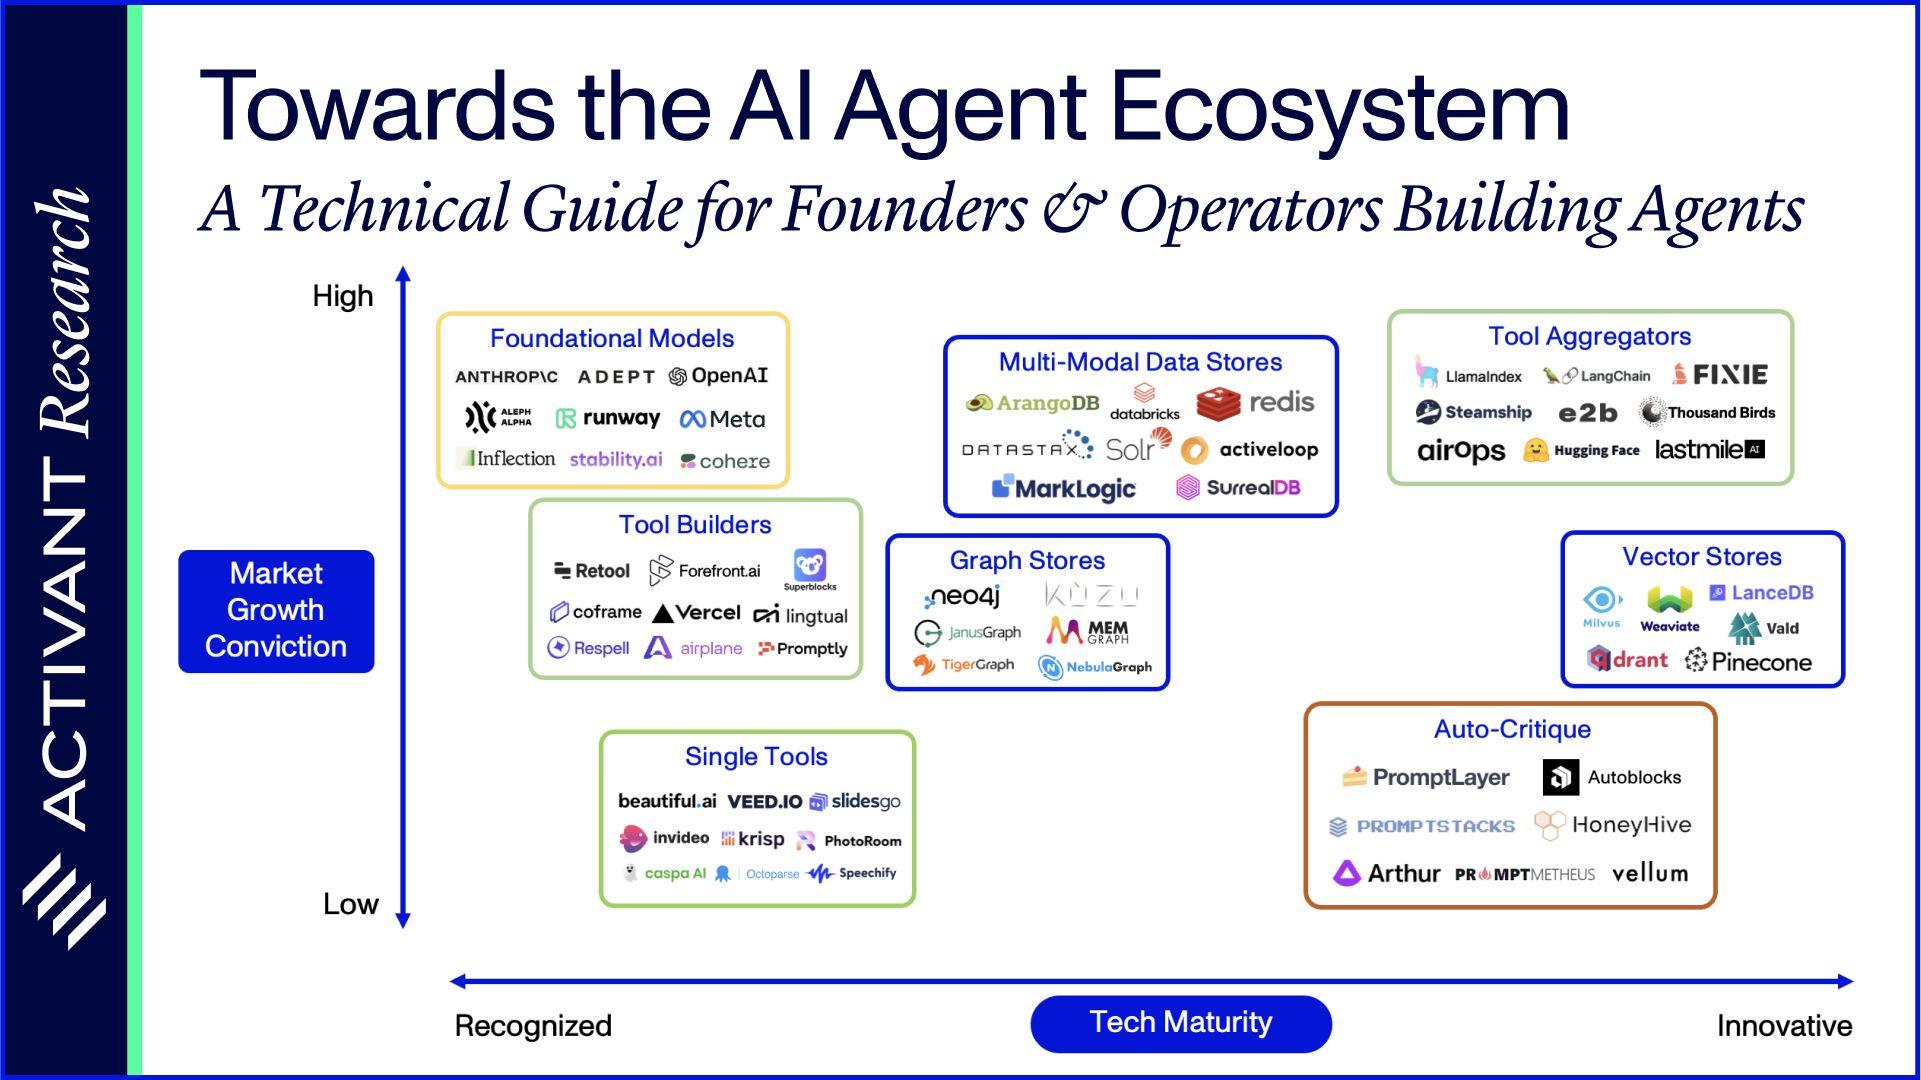 ACTIVANT Research
Towards the AI Agent Ecosystem
A Technical Guide for Founders & Operators Building Agents
High
Market
Growth
Conviction
Low
Foundational Models
ANTHROP\C ADEPT OpenAI
ALEPH ALPHA runway Meta
Inflection stability.ai cohere
Tool Builders
Retool Forefront.ai Superblocks
coframe Vercel lingtual
Respell airplane Promptly
Single Tools
beautiful.ai VEED.IO slidesgo
invideo krisp PhotoRoom
caspa AI Octoparse Speechify
Multi-Modal Data Stores
ArangoDB databricks redis
DATASTAX Solr activeloop
MarkLogic SurrealDB
Graph Stores
neo4j KÙZU
JanusGraph MEMGRAPH
TigerGraph NebulaGraph
Tool Aggregators
LlamaIndex LangChain FIXIE
Steamship e2b Thousand Birds
airOps Hugging Face lastmile AI
Vector Stores
Milvus Weaviate LanceDB
Vald
qdrant Pinecone
Auto-Critique
PromptLayer Autoblocks
PROMPTSTACKS HoneyHive
Arthur PROMPTMETHEUS vellum
Recognized
Tech Maturity
Innovative